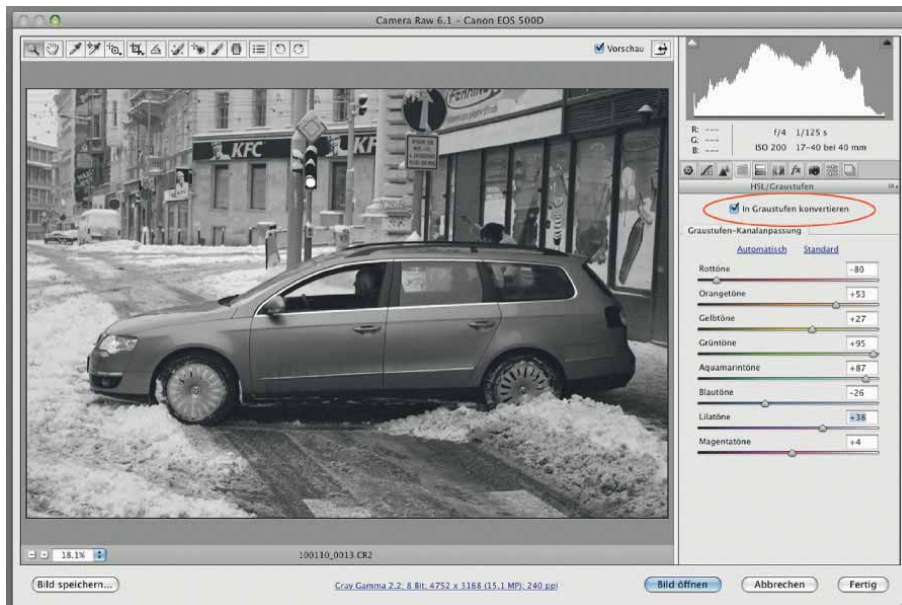 Camera Raw 6.1 – Canon EOS 500D
Vorschau
KFC
KFC
R: ---
G: ---
B: ---
f/4 1/125 s
ISO 200 17-40 bei 40 mm
HSL/Graustufen
In Graustufen konvertieren
Graustufen-Kanalanpassung
Automatisch Standard
Rottöne -80
Orangetöne +53
Gelbtöne +27
Grüntöne +95
Aquamarintöne +87
Blautöne -26
Lilatöne +38
Magentatöne +4
18.1%
100110_0013.CR2
Bild speichern...
Gray Gamma 2.2; 8 Bit; 4752 x 3168 (15,1 MP); 240 ppi
Bild öffnen
Abbrechen
Fertig